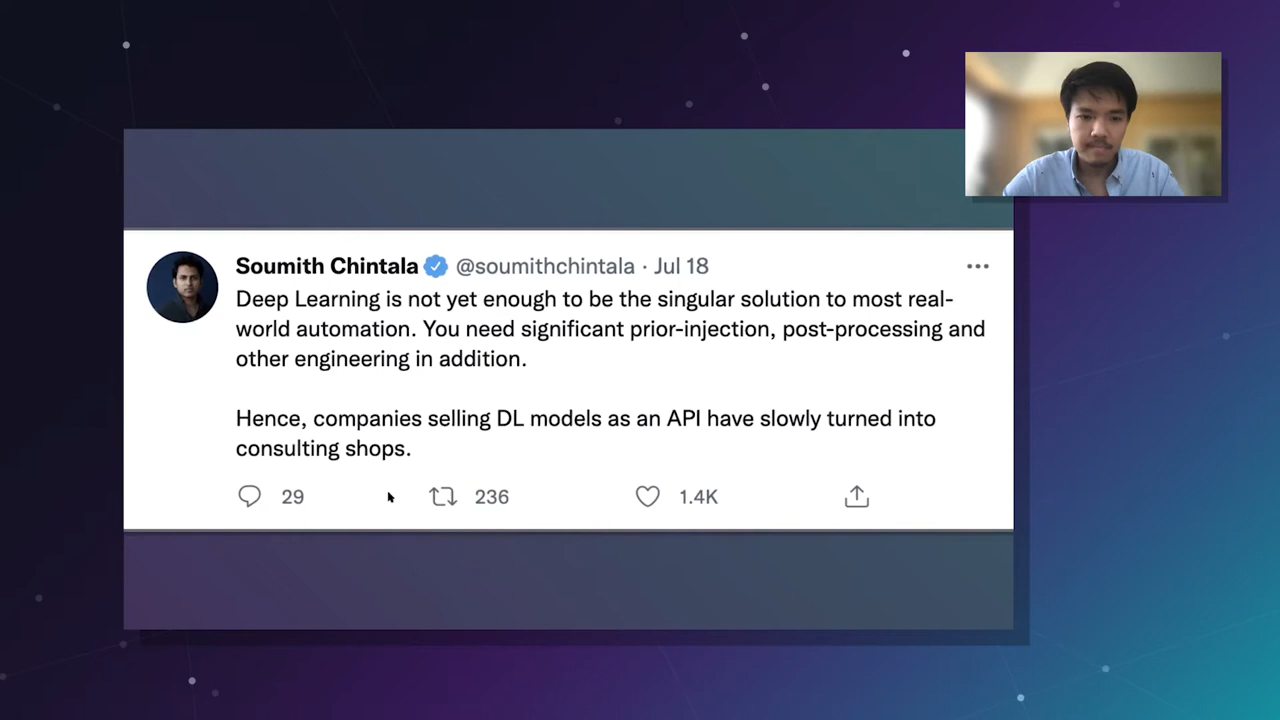 Soumith Chintala @soumithchintala · Jul 18
Deep Learning is not yet enough to be the singular solution to most real-
world automation. You need significant prior-injection, post-processing and
other engineering in addition.
Hence, companies selling DL models as an API have slowly turned into
consulting shops.
29 236 1.4K